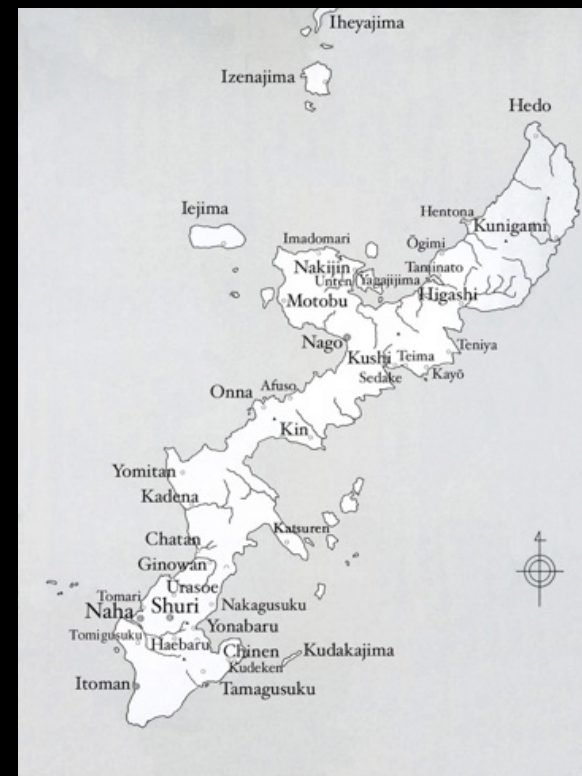 Iheyajima
Izenajima
Hedo
Iejima
Hentona
Kunigami
Imadomari
Ōgimi
Nakijin
Taminato
Unten
Yagajijima
Motobu
Higashi
Nago
Teniya
Kushi
Teima
Sedake
Kayō
Afuso
Onna
Kin
Yomitan
Kadena
Katsuren
Chatan
Ginowan
Urasoe
Tomari
Shuri
Nakagusuku
Naha
Yonabaru
Tomigusuku
Haebaru
Chinen
Kudakajima
Kudeken
Itoman
Tamagusuku
4